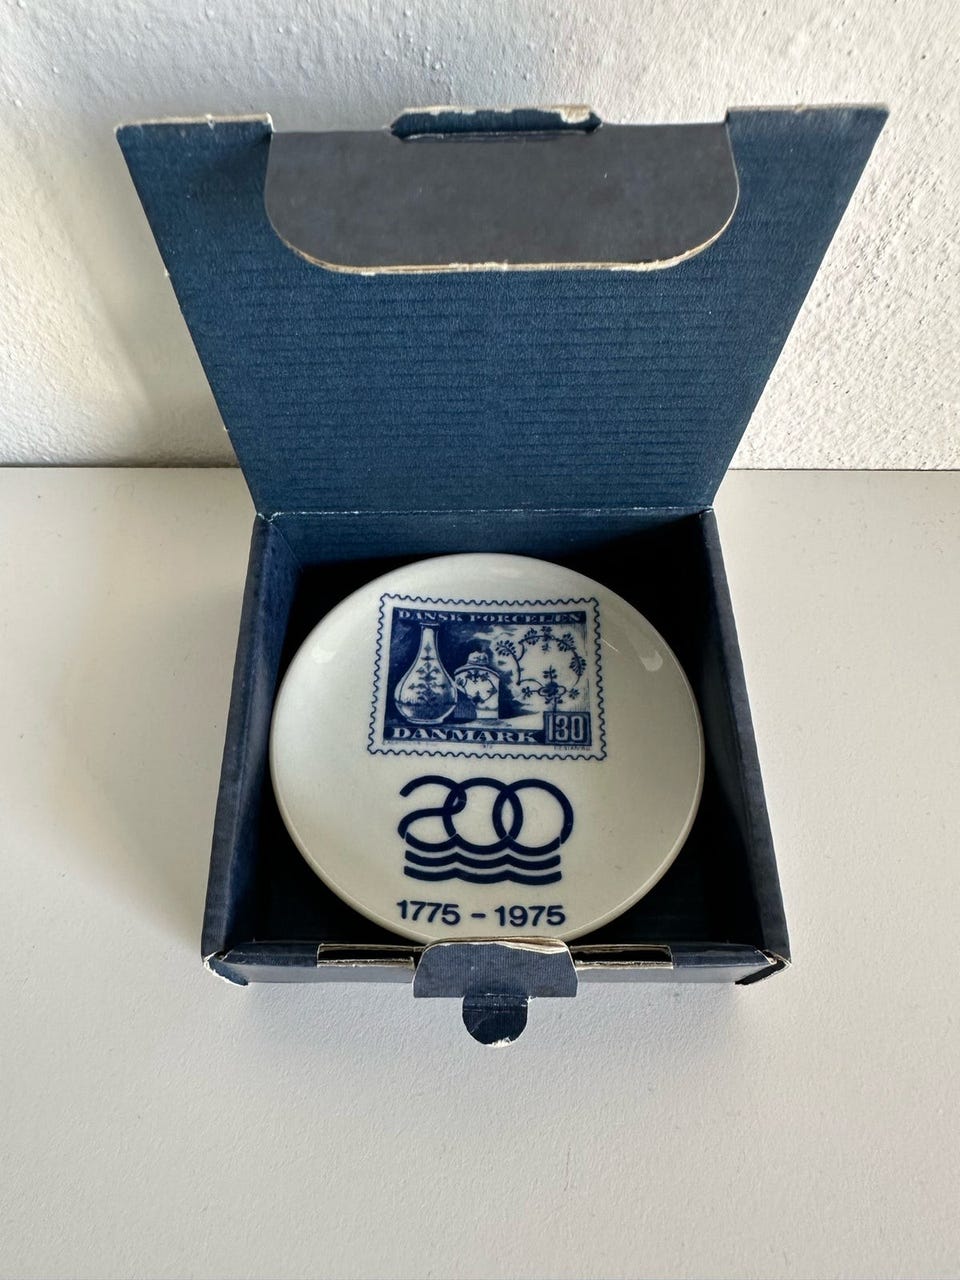 DANSK PORCELÆN
DANMARK 130
200
1775 - 1975